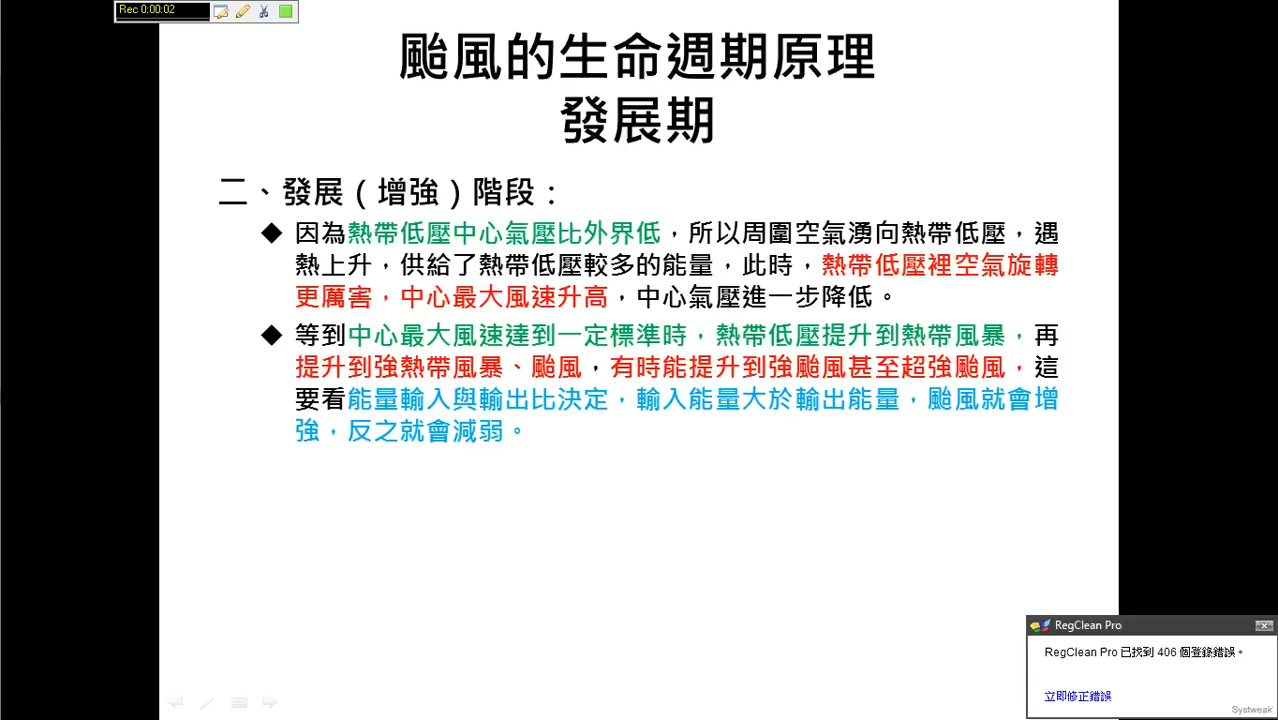 Rec 0:00:02
颱風的生命週期原理
發展期
二、發展（增強）階段：
◆ 因為熱帶低壓中心氣壓比外界低，所以周圍空氣湧向熱帶低壓，遇
熱上升，供給了熱帶低壓較多的能量，此時，熱帶低壓裡空氣旋轉
更厲害，中心最大風速升高，中心氣壓進一步降低。
◆ 等到中心最大風速達到一定標準時，熱帶低壓提升到熱帶風暴，再
提升到強熱帶風暴、颱風，有時能提升到強颱風甚至超強颱風，這
要看能量輸入與輸出比決定，輸入能量大於輸出能量，颱風就會增
強，反之就會減弱。
RegClean Pro
RegClean Pro 已找到 406 個登錄錯誤。
立即修正錯誤
Systweak